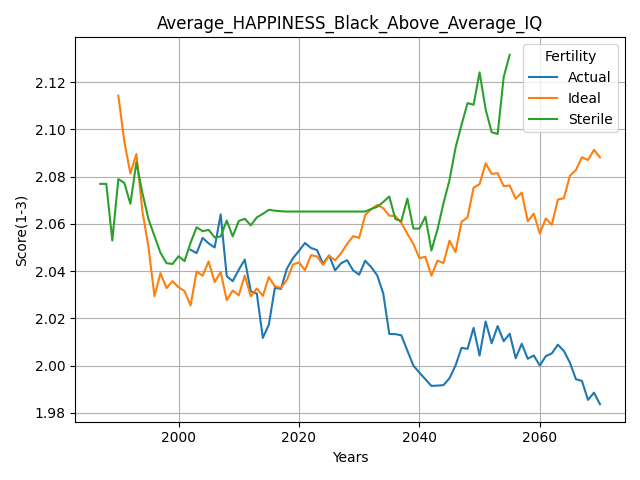 Average_HAPPINESS_Black_Above_Average_IQ
Fertility
Actual
Ideal
Sterile
Score(1-3)
2.12
2.10
2.08
2.06
2.04
2.02
2.00
1.98
2000 2020 2040 2060
Years